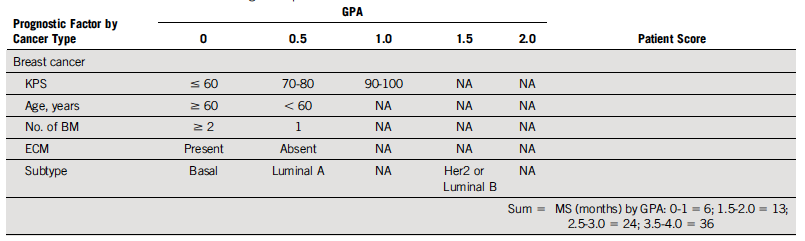 GPA
Prognostic Factor by
Cancer Type 0 0.5 1.0 1.5 2.0 Patient Score
Breast cancer
KPS ≤ 60 70-80 90-100 NA NA
Age, years ≥ 60 < 60 NA NA NA
No. of BM ≥ 2 1 NA NA NA
ECM Present Absent NA NA NA
Subtype Basal Luminal A NA Her2 or NA
Luminal B
Sum = MS (months) by GPA: 0-1 = 6; 1.5-2.0 = 13;
2.5-3.0 = 24; 3.5-4.0 = 36